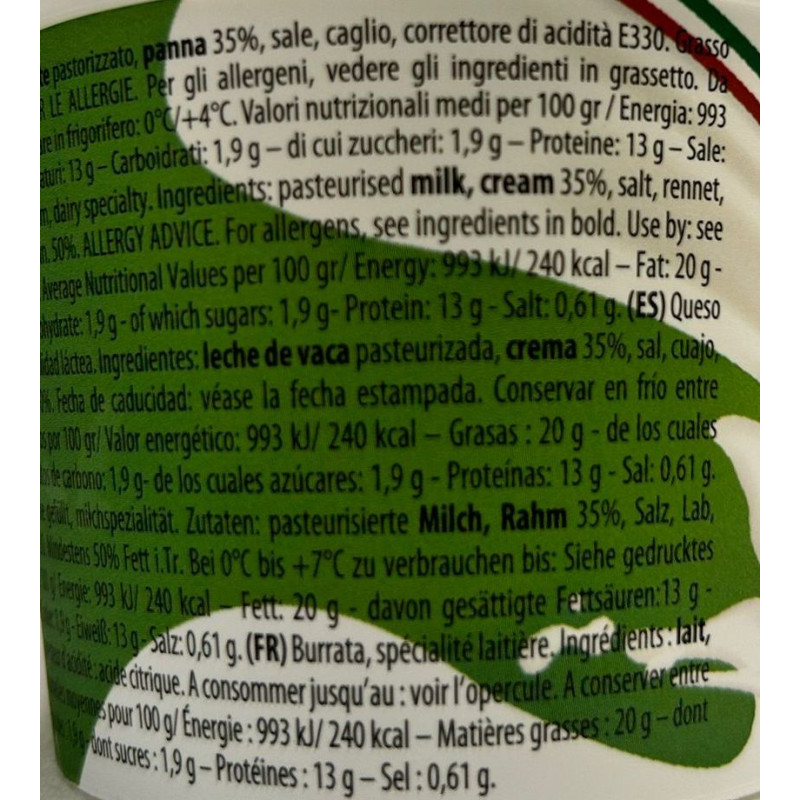 te pastorizzato, panna 35%, sale, caglio, correttore di acidità E330. Grasso
R LE ALLERGIE. Per gli allergeni, vedere gli ingredienti in grassetto. Da
re in frigorifero: 0°C/+4°C. Valori nutrizionali medi per 100 gr / Energia: 993
aturi: 13 g – Carboidrati: 1,9 g – di cui zuccheri: 1,9 g – Proteine: 13 g – Sale:
n, dairy specialty. Ingredients: pasteurised milk, cream 35%, salt, rennet,
n. 50%. ALLERGY ADVICE. For allergens, see ingredients in bold. Use by: see
Average Nutritional Values per 100 gr/ Energy: 993 kJ/ 240 kcal – Fat: 20 g -
hydrate: 1,9 g - of which sugars: 1,9 g- Protein: 13 g - Salt: 0,61 g. (ES) Queso
idad láctea. Ingredientes: leche de vaca pasteurizada, crema 35%, sal, cuajo,
%. Fecha de caducidad: véase la fecha estampada. Conservar en frío entre
s por 100 gr/ Valor energético: 993 kJ/ 240 kcal – Grasas : 20 g - de los cuales
os de carbono: 1,9 g- de los cuales azúcares: 1,9 g - Proteínas: 13 g - Sal: 0,61 g.
gefüllt, milchspezialität. Zutaten: pasteurisierte Milch, Rahm 35%, Salz, Lab,
Mindestens 50% Fett i.Tr. Bei 0°C bis +7°C zu verbrauchen bis: Siehe gedrucktes
g/ Energie: 993 kJ/ 240 kcal – Fett: 20 g - davon gesättigte Fettsäuren:13 g -
1,9 g- Eiweiß: 13 g - Salz: 0,61 g. (FR) Burrata, spécialité laitière. Ingrédients : lait,
d'acidité : acide citrique. A consommer jusqu'au : voir l'opercule. A conserver entre
moyennes pour 100 g/ Énergie : 993 kJ/ 240 kcal – Matières grasses : 20 g – dont
1,9 g- dont sucres : 1,9 g – Protéines : 13 g – Sel : 0,61 g.